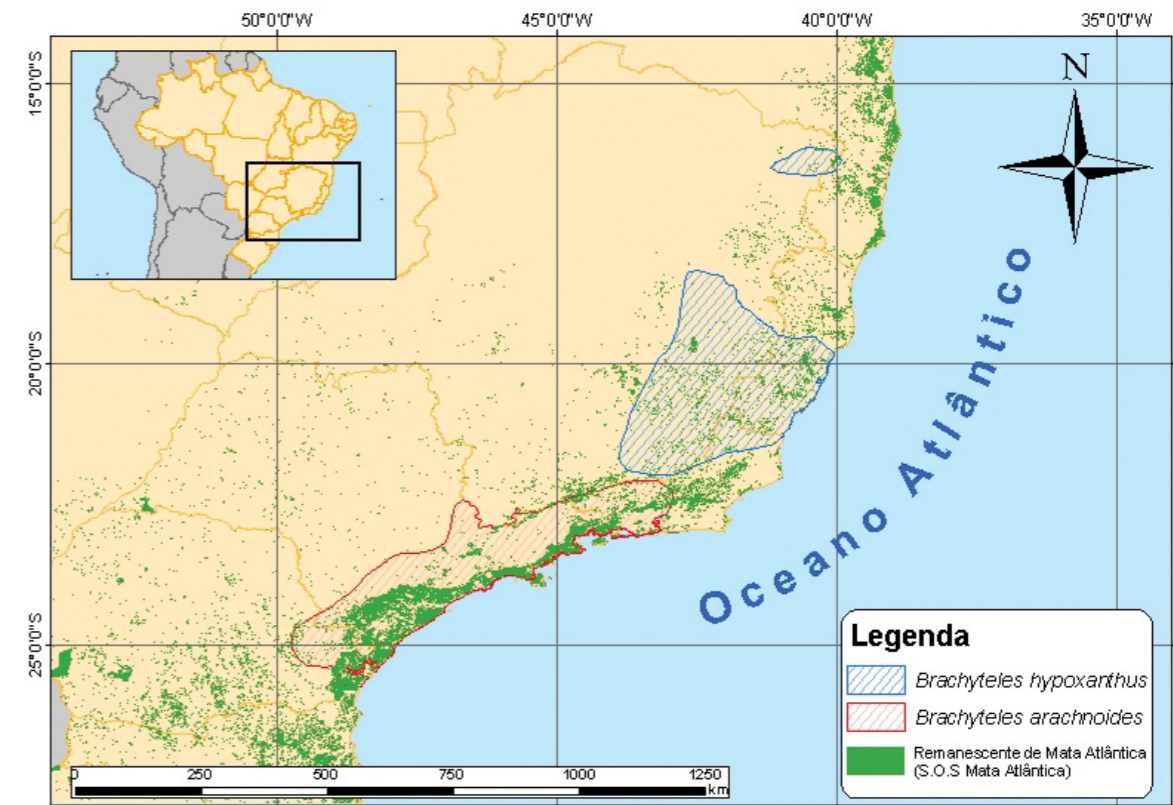 50°0'0"W 45°0'0"W 40°0'0"W 35°0'0"W
15°0'0"S
20°0'0"S
25°0'0"S
N
Oceano Atlântico
Legenda
Brachyteles hypoxanthus
Brachyteles arachnoides
Remanescente de Mata Atlântica
(S.O.S Mata Atlântica)
0 250 500 750 1000 1250
km